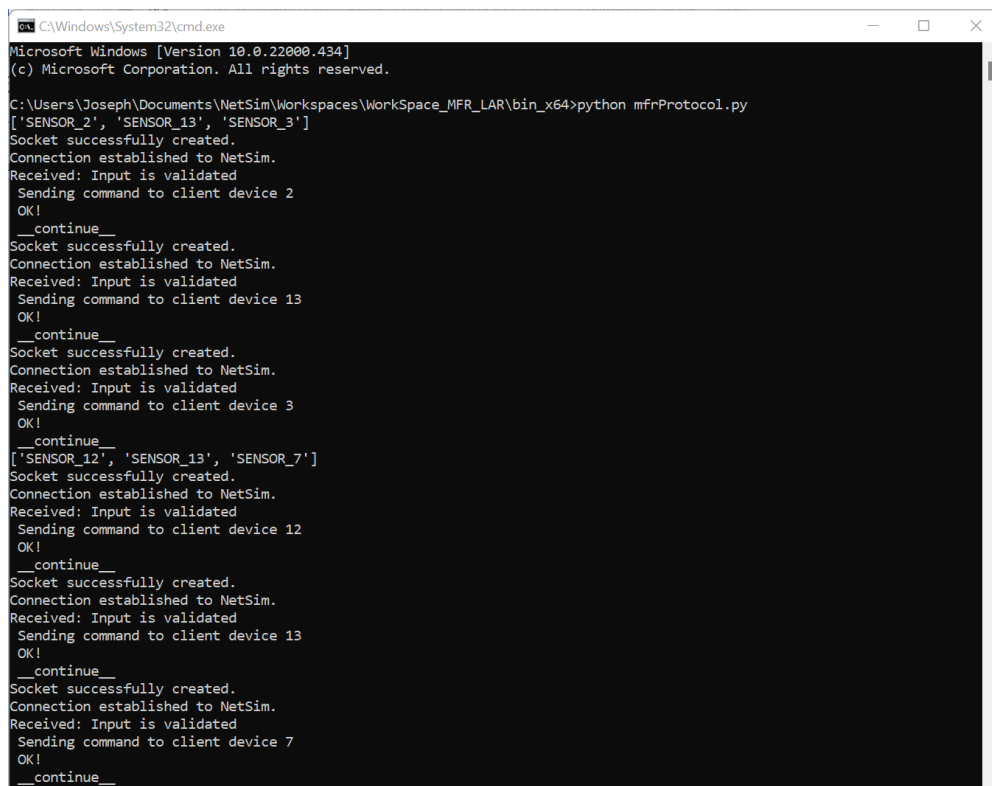 C:\Windows\System32\cmd.exe
Microsoft Windows [Version 10.0.22000.434]
(c) Microsoft Corporation. All rights reserved.
C:\Users\Joseph\Documents\NetSim\Workspaces\WorkSpace_MFR_LAR\bin_x64>python mfrProtocol.py
['SENSOR_2', 'SENSOR_13', 'SENSOR_3']
Socket successfully created.
Connection established to NetSim.
Received: Input is validated
Sending command to client device 2
OK!
__continue__
Socket successfully created.
Connection established to NetSim.
Received: Input is validated
Sending command to client device 13
OK!
__continue__
Socket successfully created.
Connection established to NetSim.
Received: Input is validated
Sending command to client device 3
OK!
__continue__
['SENSOR_12', 'SENSOR_13', 'SENSOR_7']
Socket successfully created.
Connection established to NetSim.
Received: Input is validated
Sending command to client device 12
OK!
__continue__
Socket successfully created.
Connection established to NetSim.
Received: Input is validated
Sending command to client device 13
OK!
__continue__
Socket successfully created.
Connection established to NetSim.
Received: Input is validated
Sending command to client device 7
OK!
__continue__